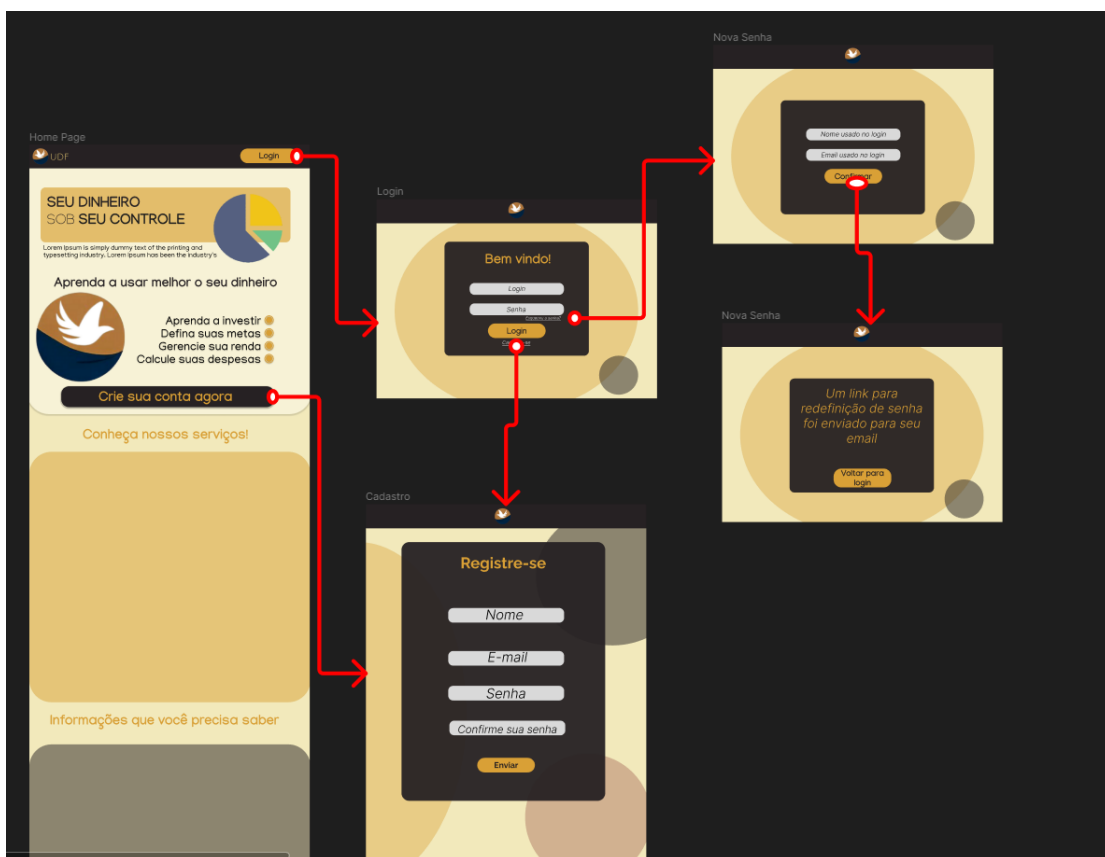 Home Page
UDF
Login
SEU DINHEIRO
SOB SEU CONTROLE
Lorem Ipsum is simply dummy text of the printing and
typesetting industry. Lorem Ipsum has been the industry's
Aprenda a usar melhor o seu dinheiro
Aprenda a investir
Defina suas metas
Gerencie sua renda
Calcule suas despesas
Crie sua conta agora
Conheça nossos serviços!
Informações que você precisa saber
Login
Bem vindo!
Login
Senha
Login
Cadastro
Registre-se
Nome
E-mail
Senha
Confirme sua senha
Enviar
Nova Senha
Nome usado no login
Email usado no login
Confirmar
Nova Senha
Um link para
redefinição de senha
foi enviado para seu
email
Voltar para
login